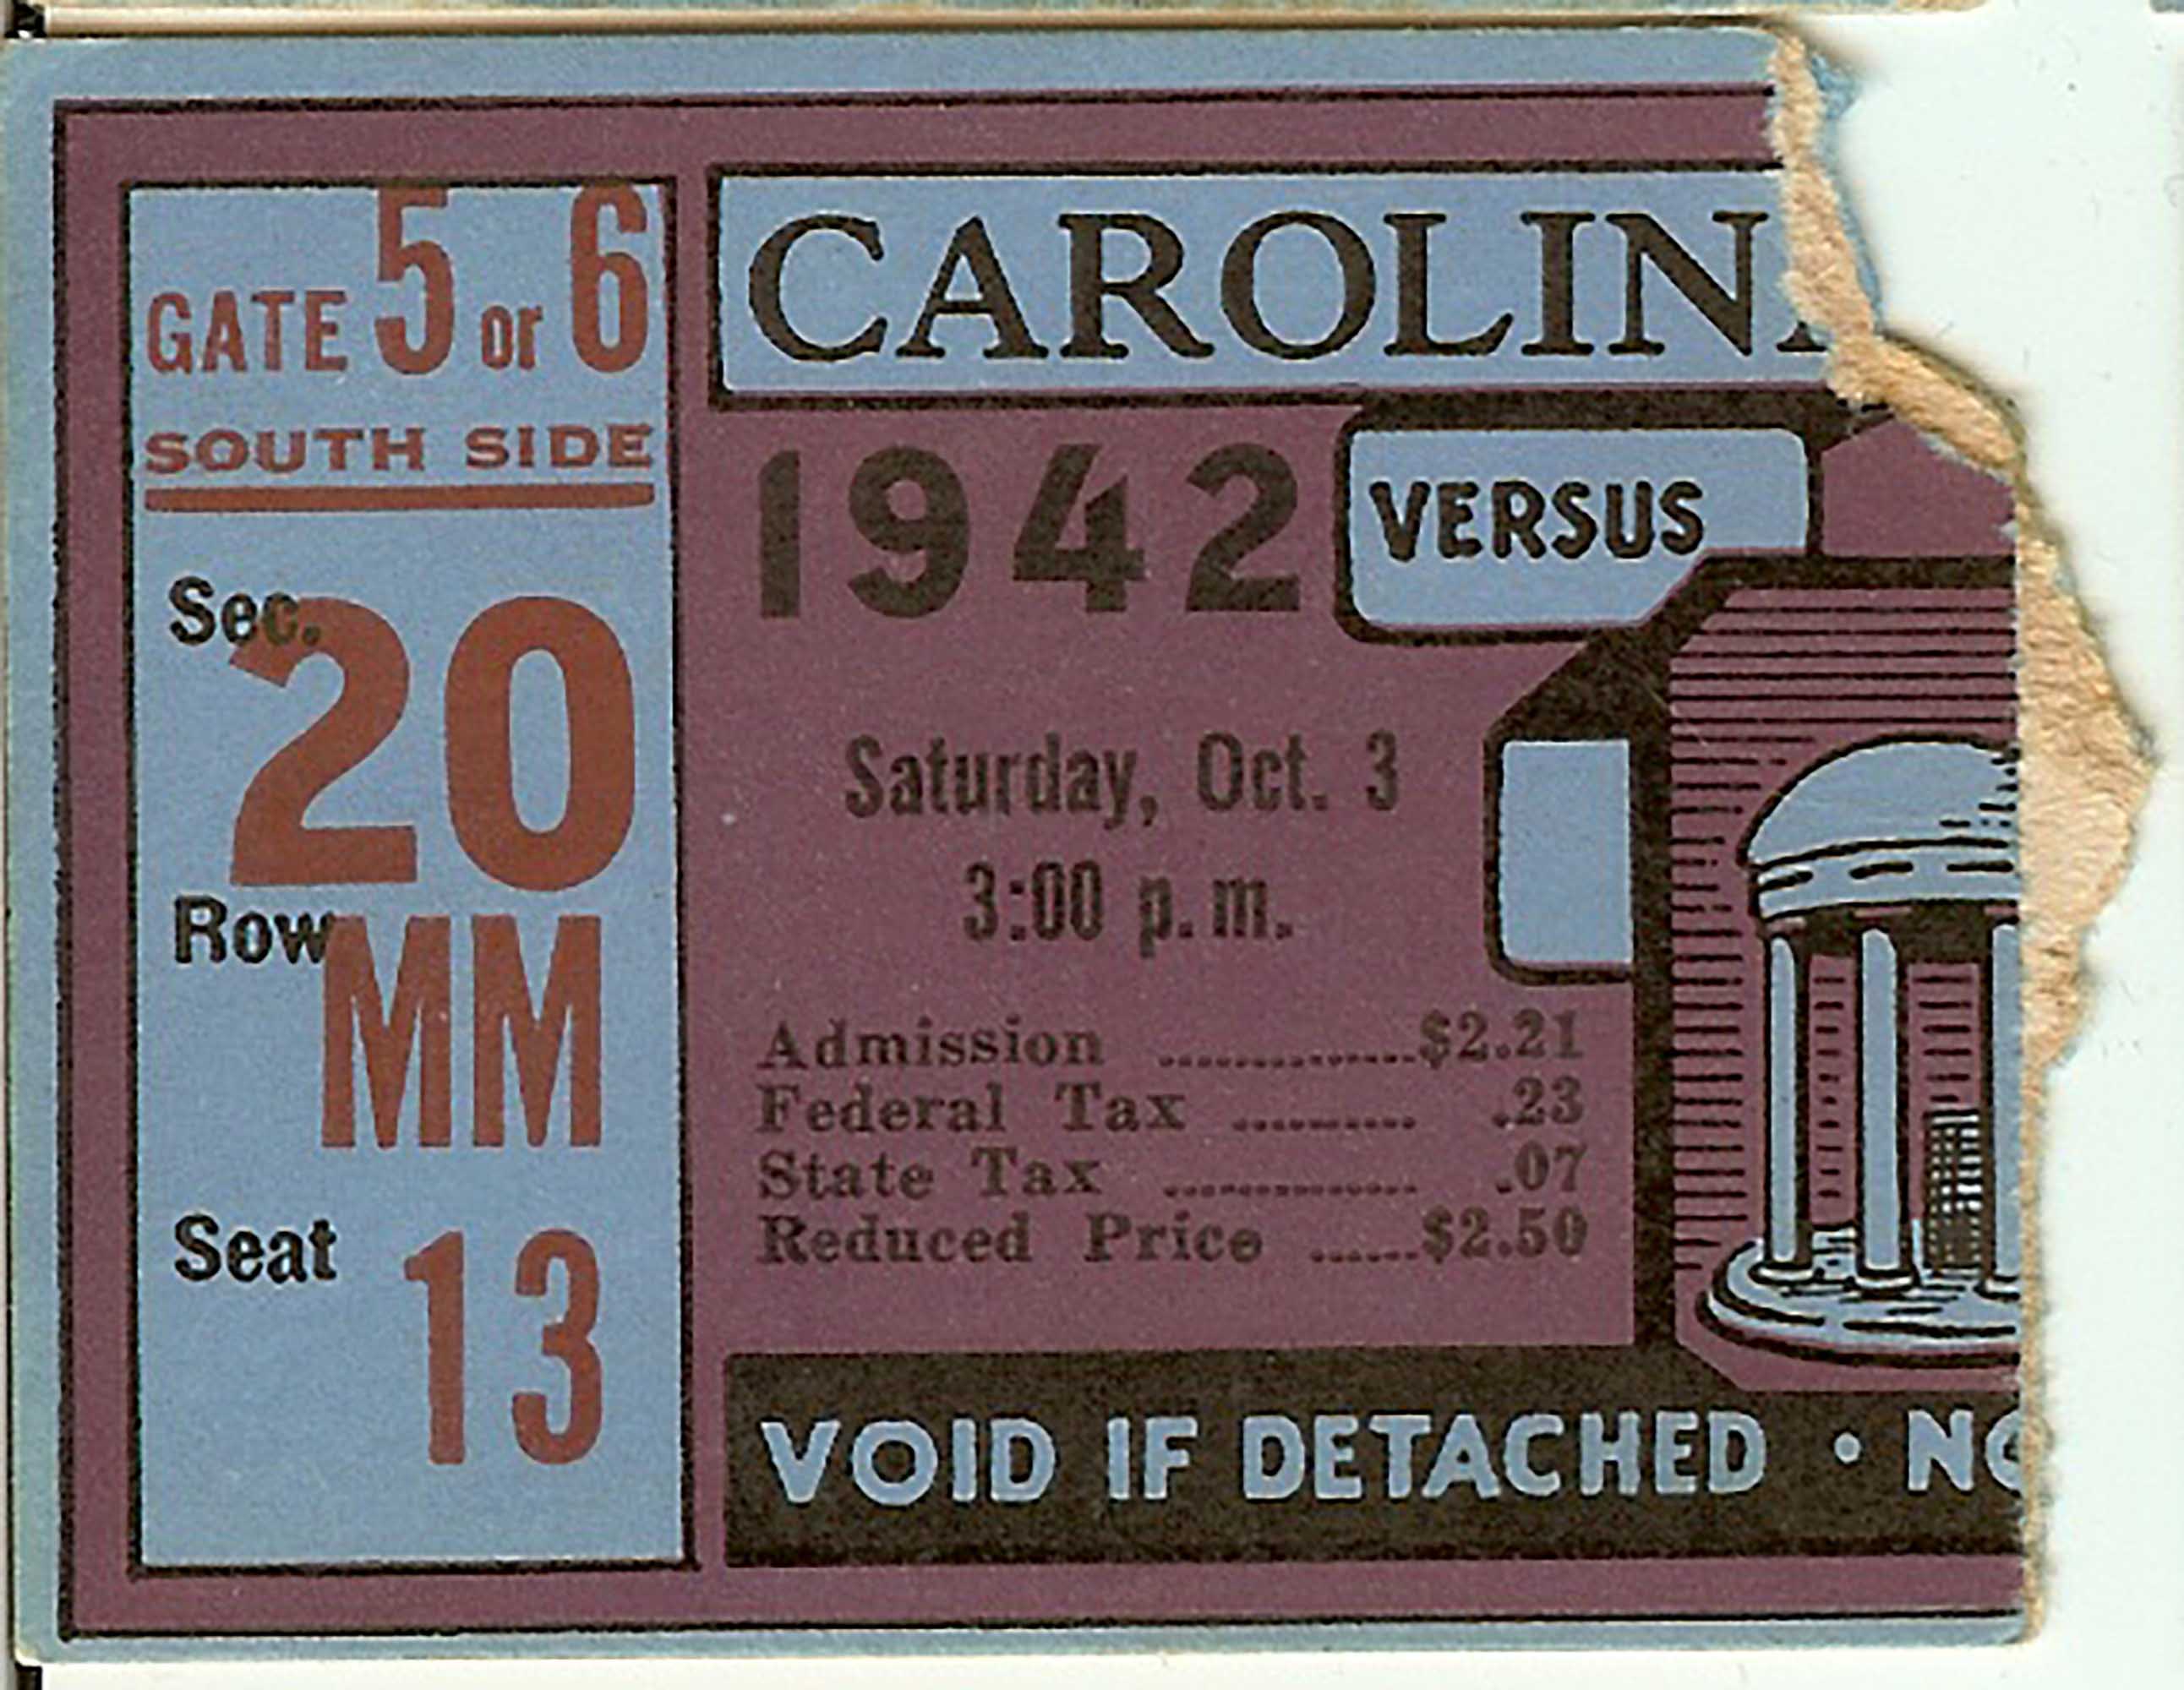 GATE 5 or 6
SOUTH SIDE
Sec. 20
Row MM
Seat 13
CAROLINA
1942 VERSUS
Saturday, Oct. 3
3:00 p. m.
Admission ............... $2.21
Federal Tax .......... .23
State Tax ............... .07
Reduced Price ...... $2.50
VOID IF DETACHED •